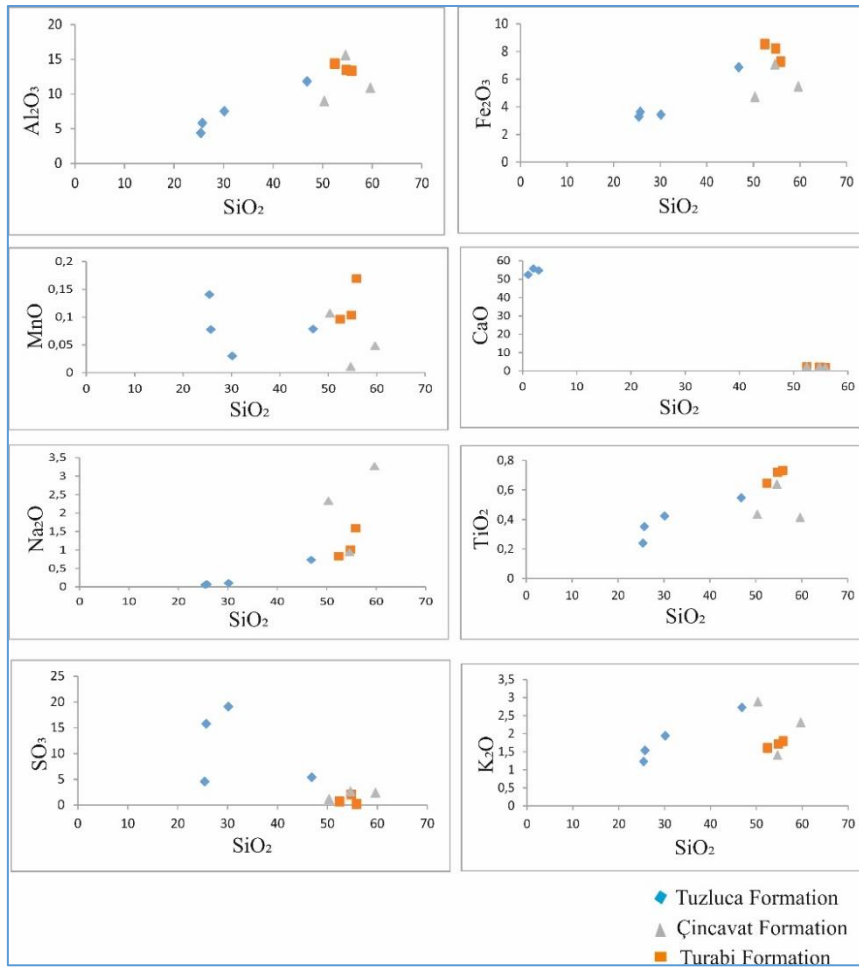 Al₂O₃
20
15
10
5
0
0 10 20 30 40 50 60 70
SiO₂
Fe₂O₃
10
8
6
4
2
0
0 10 20 30 40 50 60 70
SiO₂
MnO
0,2
0,15
0,1
0,05
0
0 10 20 30 40 50 60 70
SiO₂
CaO
60
50
40
30
20
10
0
0 10 20 30 40 50 60 70
SiO₂
Na₂O
3,5
3
2,5
2
1,5
1
0,5
0
0 10 20 30 40 50 60 70
SiO₂
TiO₂
0,8
0,6
0,4
0,2
0
0 10 20 30 40 50 60 70
SiO₂
SO₃
25
20
15
10
5
0
0 10 20 30 40 50 60 70
SiO₂
K₂O
3,5
3
2,5
2
1,5
1
0,5
0
0 10 20 30 40 50 60 70
SiO₂
Tuzluca Formation
Çincavat Formation
Turabi Formation